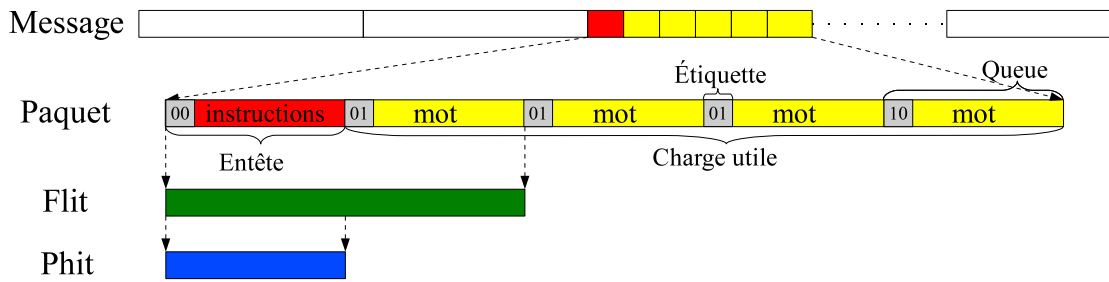 Message
Étiquette
Queue
Paquet 00 instructions 01 mot 01 mot 01 mot 10 mot
Entête
Charge utile
Flit
Phit